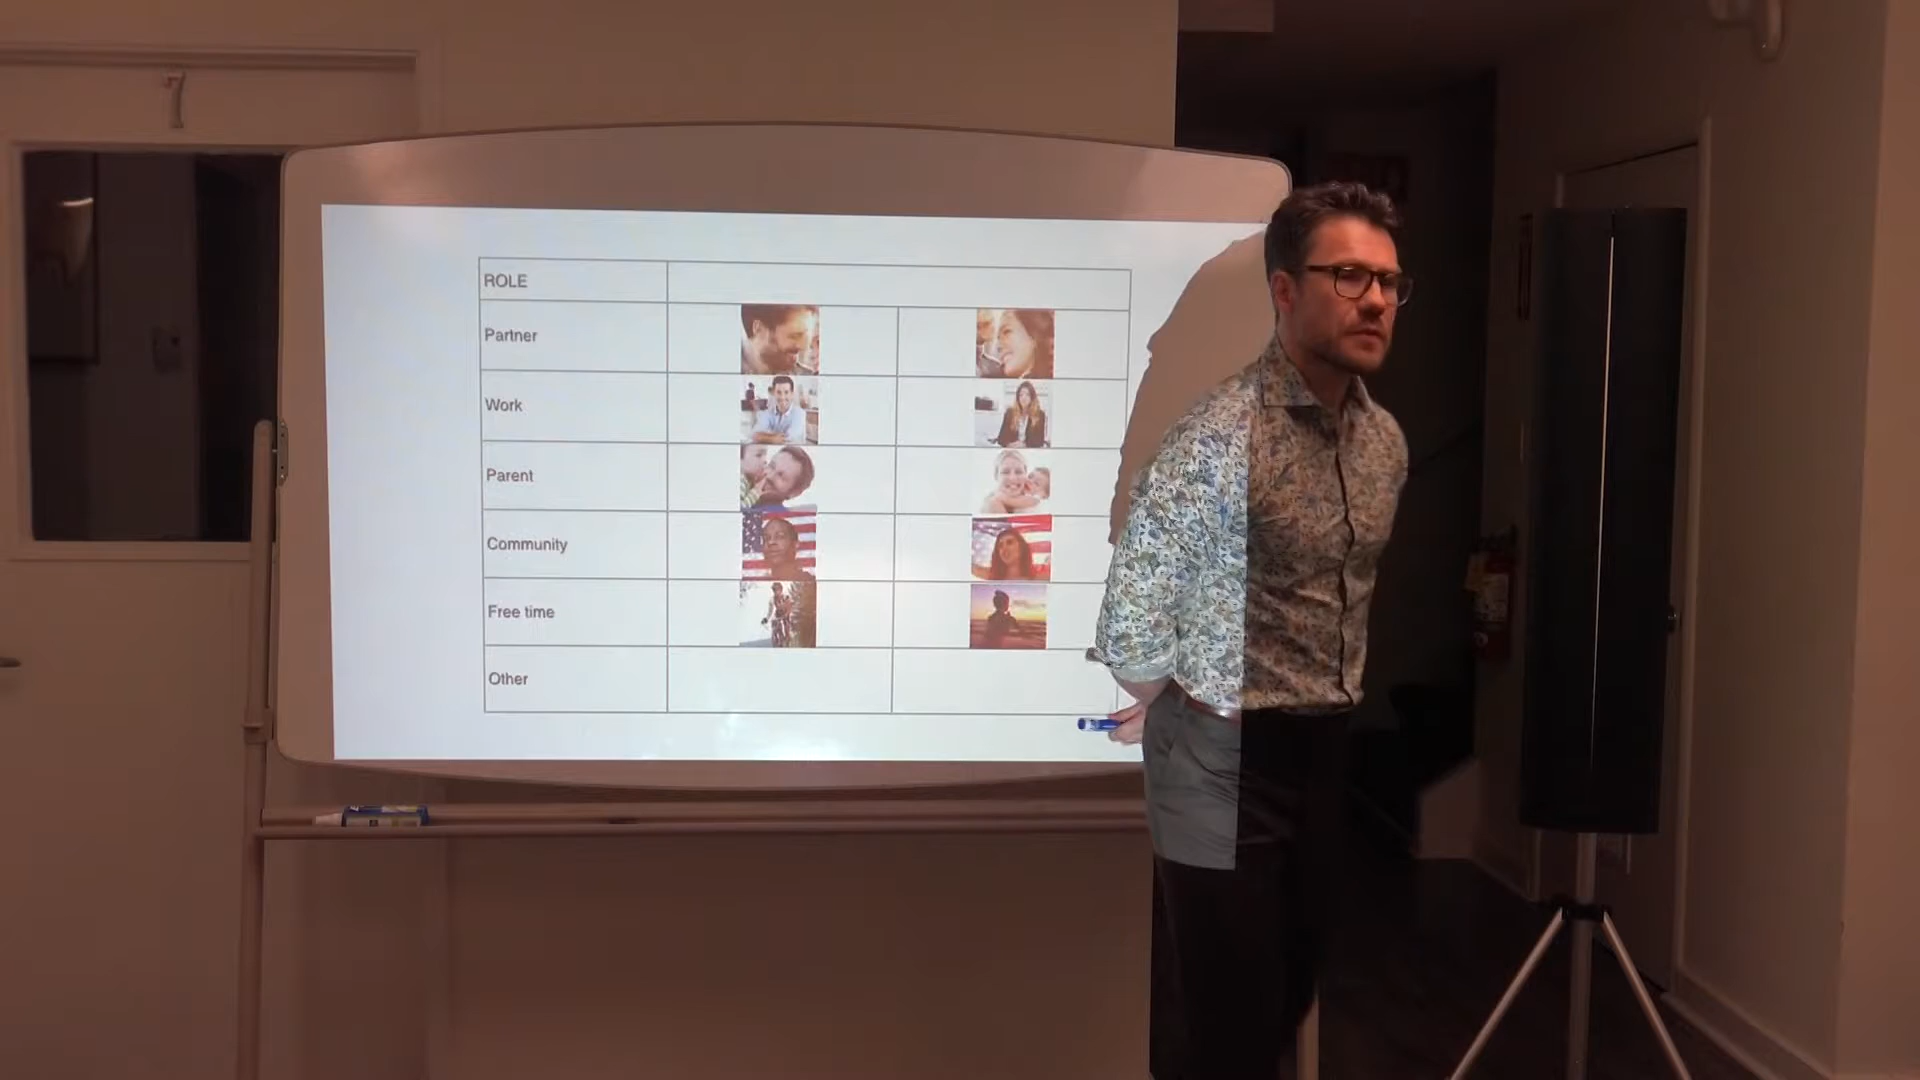 7
ROLE
Partner
Work
Parent
Community
Free time
Other